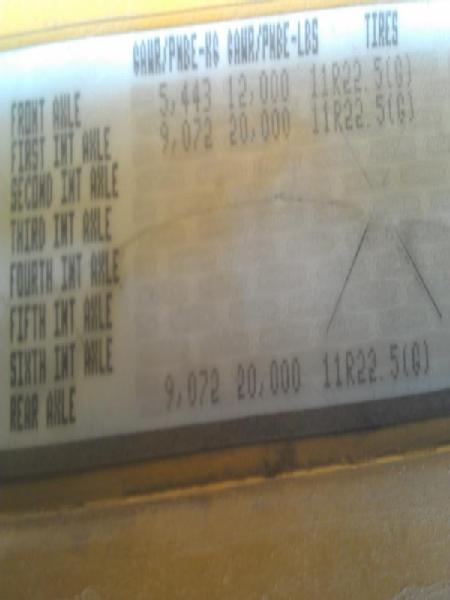 GAWR/PNBE-KG GAWR/PNBE-LBS TIRES
FRONT AXLE 5,443 12,000 11R22.5(G)
FIRST INT AXLE 9,072 20,000 11R22.5(G)
SECOND INT AXLE
THIRD INT AXLE
FOURTH INT AXLE
FIFTH INT AXLE
SIXTH INT AXLE
REAR AXLE 9,072 20,000 11R22.5(G)